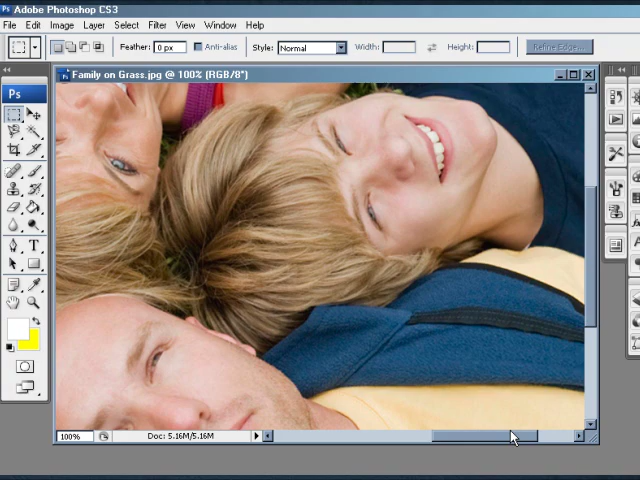 Ps Adobe Photoshop CS3
File Edit Image Layer Select Filter View Window Help
Feather: 0 px Anti-alias Style: Normal Width: Height: Refine Edge...
Family on Grass.jpg @ 100% (RGB/8*)
Ps
T
100% Doc: 5.16M/5.16M